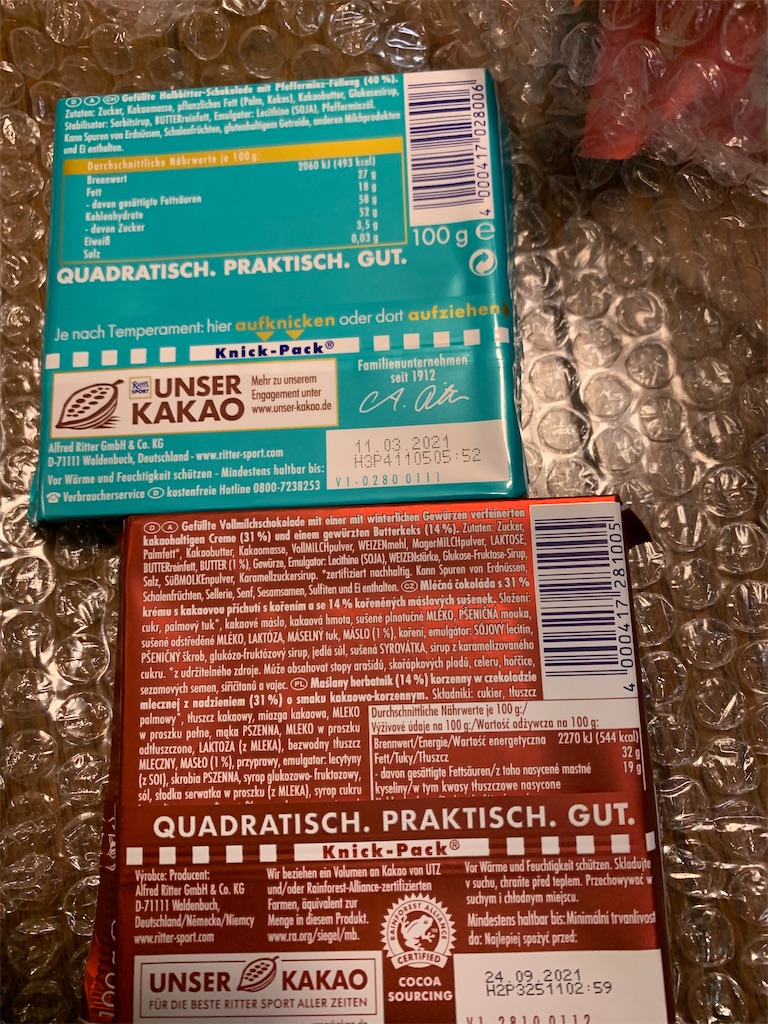 D A CH Gefüllte Halbbitter-Schokolade mit Pfefferminz-Füllung (40 %).
Zutaten: Zucker, Kakaomasse, pflanzliches Fett (Palm, Kokos), Kakaobutter, Glukosesirup,
Stabilisator: Sorbitsirup, BUTTERreinfett, Emulgator: Lecithine (SOJA), Pfefferminzöl.
Kann Spuren von Erdnüssen, Schalenfrüchten, glutenhaltigem Getreide, anderen Milchprodukten
und Ei enthalten.
Durchschnittliche Nährwerte je 100 g:
Brennwert 2060 kJ (493 kcal)
Fett 27 g
- davon gesättigte Fettsäuren 18 g
Kohlenhydrate 58 g
- davon Zucker 52 g
Eiweiß 3,5 g
Salz 0,03 g
4 000417 028006
100 g e
QUADRATISCH. PRAKTISCH. GUT.
Je nach Temperament: hier aufknicken oder dort aufziehen
Knick-Pack®
Ritter SPORT
UNSER KAKAO
Mehr zu unserem
Engagement unter
www.unser-kakao.de
Familienunternehmen
seit 1912
Alfred Ritter GmbH & Co. KG
D-71111 Waldenbuch, Deutschland - www.ritter-sport.com
Vor Wärme und Feuchtigkeit schützen - Mindestens haltbar bis:
Verbraucherservice D kostenfreie Hotline 0800-7238253
11.03.2021
H3P4110505:52
V1-02800111
D A Gefüllte Vollmilchschokolade mit einer mit winterlichen Gewürzen verfeinerten
kakaohaltigen Creme (31 %) und einem gewürzten Butterkeks (14 %). Zutaten: Zucker,
Palmfett*, Kakaobutter, Kakaomasse, VollMILCHpulver, WEIZENmehl, MagerMILCHpulver, LAKTOSE,
BUTTERreinfett, BUTTER (1 %), Gewürze, Emulgator: Lecithine (SOJA), WEIZENstärke, Glukose-Fruktose-Sirup,
Salz, SüßMOLKEnpulver, Karamellzuckersirup. *zertifiziert nachhaltig. Kann Spuren von Erdnüssen,
Schalenfrüchten, Sellerie, Senf, Sesamsamen, Sulfiten und Ei enthalten. CZ Mléčná čokoláda s 31 %
krému s kakaovou příchutí s kořením a se 14 % kořeněných máslových sušenek. Složení:
cukr, palmový tuk*, kakaové máslo, kakaová hmota, sušené plnotučné MLÉKO, PŠENIČNÁ mouka,
sušené odstředěné MLÉKO, LAKTÓZA, MÁSELNÝ tuk, MÁSLO (1 %), koření, emulgátor: SÓJOVÝ lecitin,
PŠENIČNÝ škrob, glukózo-fruktózový sirup, jedlá sůl, sušená SYROVÁTKA, sirup z karamelizovaného
cukru. *z udržitelného zdroje. Může obsahovat stopy arašídů, skořápkových plodů, celeru, hořčice,
sezamových semen, siřičitanů a vajec. PL Maślany herbatnik (14 %) korzenny w czekoladzie
mlecznej z nadzieniem (31 %) o smaku kakaowo-korzennym. Składniki: cukier, tłuszcz
palmowy*, tłuszcz kakaowy, miazga kakaowa, MLEKO
w proszku pełne, mąka PSZENNA, MLEKO w proszku
odtłuszczone, LAKTOZA (z MLEKA), bezwodny tłuszcz
MLECZNY, MASŁO (1 %), przyprawy, emulgator: lecytyny
(z SOI), skrobia PSZENNA, syrop glukozowo-fruktozowy,
sól, słodka serwatka w proszku (z MLEKA), syrop cukru
Durchschnittliche Nährwerte je 100 g:/
Výživové údaje na 100 g:/Wartość odżywcza na 100 g:
Brennwert/Energie/Wartość energetyczna 2270 kJ (544 kcal)
Fett/Tuky/Tłuszcz 32 g
- davon gesättigte Fettsäuren/z toho nasycené mastné 19 g
kyseliny/w tym kwasy tłuszczowe nasycone
4 000417 281005
QUADRATISCH. PRAKTISCH. GUT.
Knick-Pack®
Výrobce: Producent:
Alfred Ritter GmbH & Co. KG
D-71111 Waldenbuch,
Deutschland/Německo/Niemcy
www.ritter-sport.com
Wir beziehen ein Volumen an Kakao von UTZ
und/oder Rainforest-Alliance-zertifizierten
Farmen, äquivalent zur
Menge in diesem Produkt.
www.ra.org/siegel/mb.
RAINFOREST ALLIANCE
CERTIFIED
COCOA
SOURCING
Vor Wärme und Feuchtigkeit schützen. Skladujte
v suchu, chraňte před teplem. Przechowywać w
suchym i chłodnym miejscu.
Mindestens haltbar bis: Minimální trvanlivost
do: Najlepiej spożyć przed:
UNSER KAKAO
FÜR DIE BESTE RITTER SPORT ALLER ZEITEN
24.09.2021
H2P3251102:59
V1 28100112